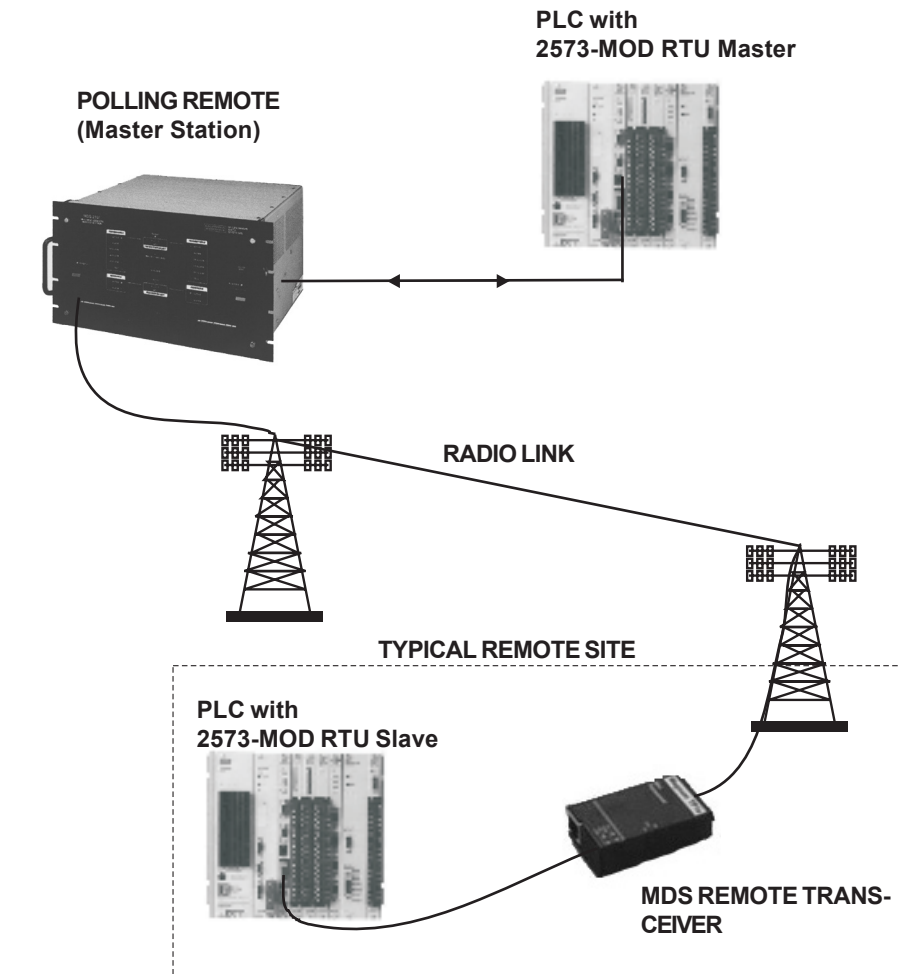 PLC with
2573-MOD RTU Master
POLLING REMOTE
(Master Station)
RADIO LINK
TYPICAL REMOTE SITE
PLC with
2573-MOD RTU Slave
MDS REMOTE TRANS-
CEIVER